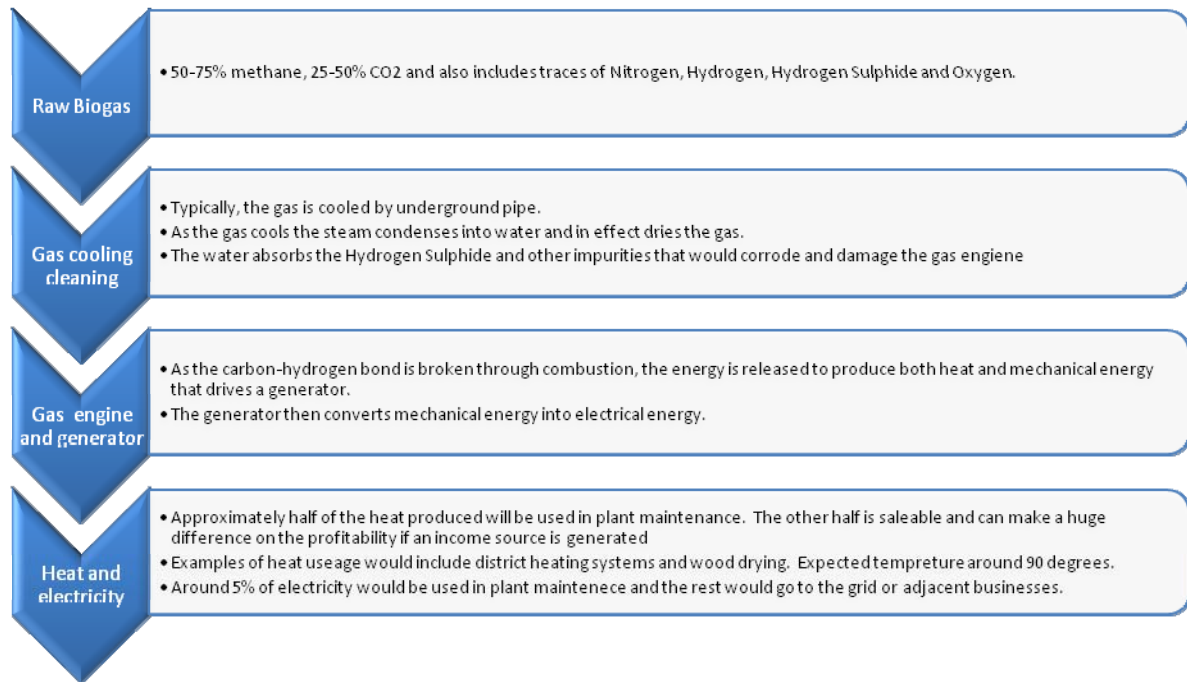 Raw Biogas
• 50-75% methane, 25-50% CO2 and also includes traces of Nitrogen, Hydrogen, Hydrogen Sulphide and Oxygen.
Gas cooling
cleaning
• Typically, the gas is cooled by underground pipe.
• As the gas cools the steam condenses into water and in effect dries the gas.
• The water absorbs the Hydrogen Sulphide and other impurities that would corrode and damage the gas engiene
Gas engine
and generator
• As the carbon-hydrogen bond is broken through combustion, the energy is released to produce both heat and mechanical energy
that drives a generator.
• The generator then converts mechanical energy into electrical energy.
Heat and
electricity
• Approximately half of the heat produced will be used in plant maintenance. The other half is saleable and can make a huge
difference on the profitability if an income source is generated
• Examples of heat useage would include district heating systems and wood drying. Expected tempreture around 90 degrees.
• Around 5% of electricity would be used in plant maintenece and the rest would go to the grid or adjacent businesses.